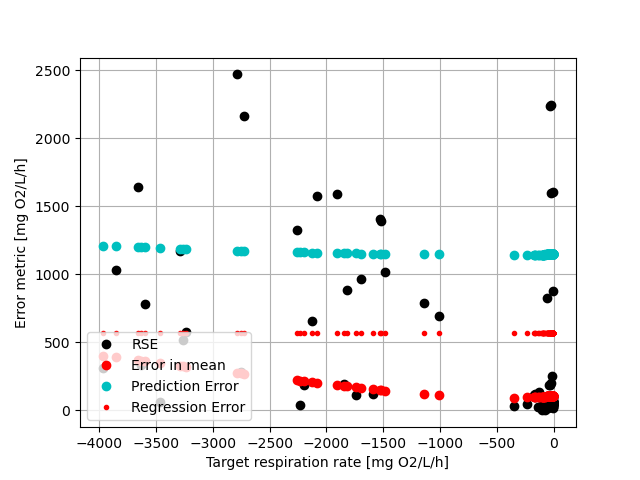 2500
2000
1500
1000
500
0
Error metric [mg O2/L/h]
RSE
Error in mean
Prediction Error
Regression Error
−4000 −3500 −3000 −2500 −2000 −1500 −1000 −500 0
Target respiration rate [mg O2/L/h]